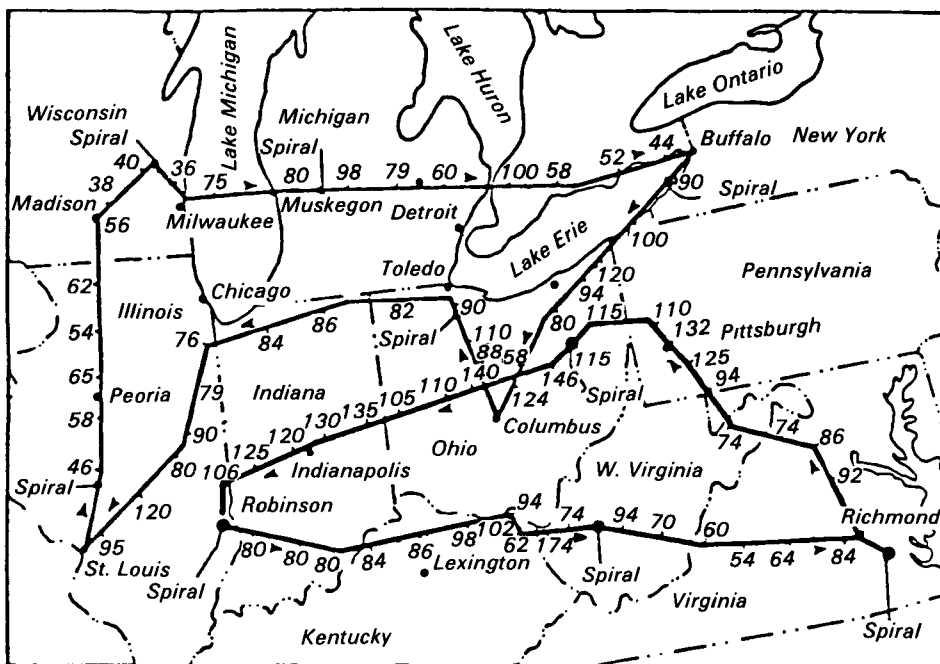 Lake Michigan
Lake Huron
Lake Ontario
Wisconsin
Spiral
Michigan
Spiral
Buffalo
New York
44
40
36
75
80
98
79
60
100
58
52
90
Spiral
38
Madison
56
Milwaukee
Muskegon
Detroit
100
Lake Erie
62
Illinois
Chicago
Toledo
120
94
Pennsylvania
54
76
84
86
82
90
Spiral
110
88
58
80
115
110
132
Pittsburgh
65
Peoria
79
Indiana
140
146
115
125
94
58
110
124
Spiral
105
135
130
120
125
106
90
80
Columbus
74
74
86
46
Spiral
Indianapolis
Ohio
W. Virginia
92
120
Robinson
94
102
74
94
70
60
Richmond
95
St. Louis
80
80
80
84
86
98
62
174
54
64
84
Lexington
Spiral
Spiral
Virginia
Kentucky
Spiral